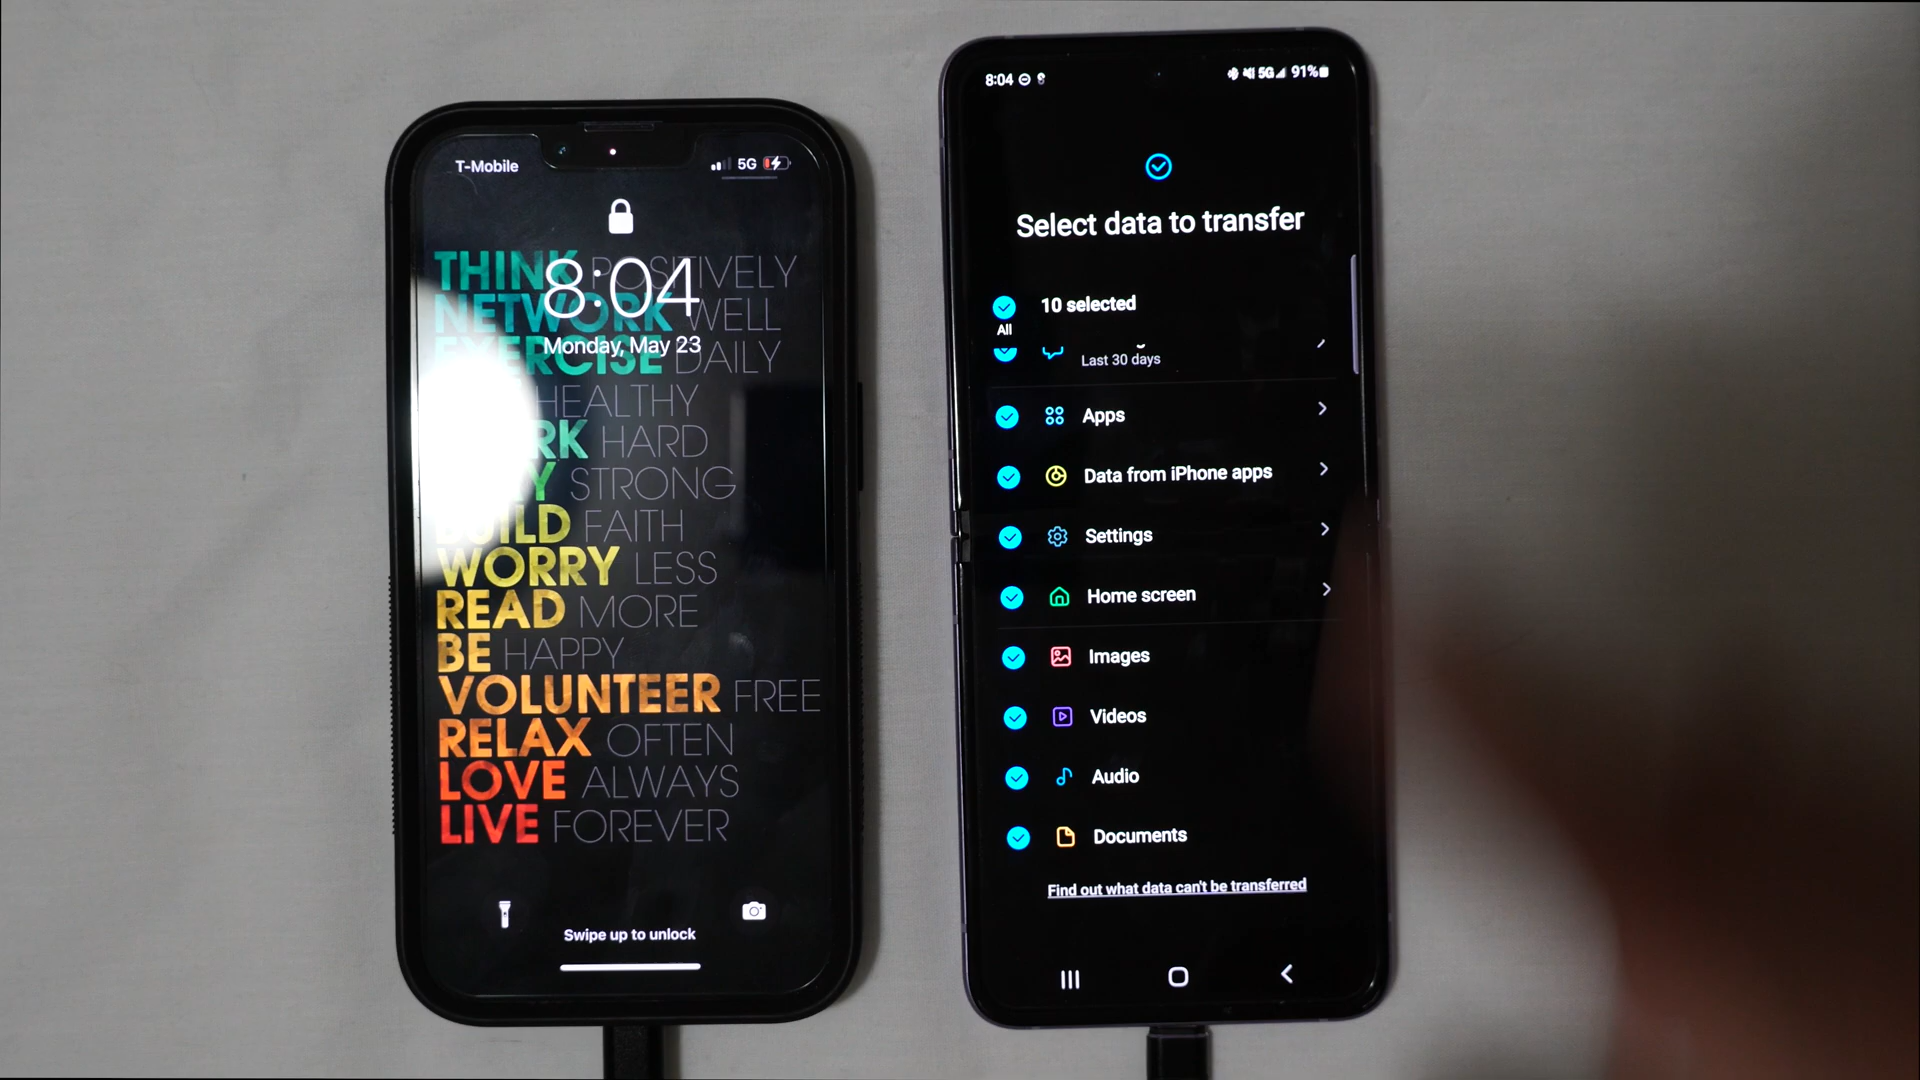 T-Mobile
5G
8:04
Monday, May 23
THINK POSITIVELY
NETWORK WELL
EXERCISE DAILY
HEALTHY
RK HARD
Y STRONG
BUILD FAITH
WORRY LESS
READ MORE
BE HAPPY
VOLUNTEER FREE
RELAX OFTEN
LOVE ALWAYS
LIVE FOREVER
Swipe up to unlock
8:04
5G 91%
Select data to transfer
10 selected
All
Last 30 days
Apps
Data from iPhone apps
Settings
Home screen
Images
Videos
Audio
Documents
Find out what data can't be transferred